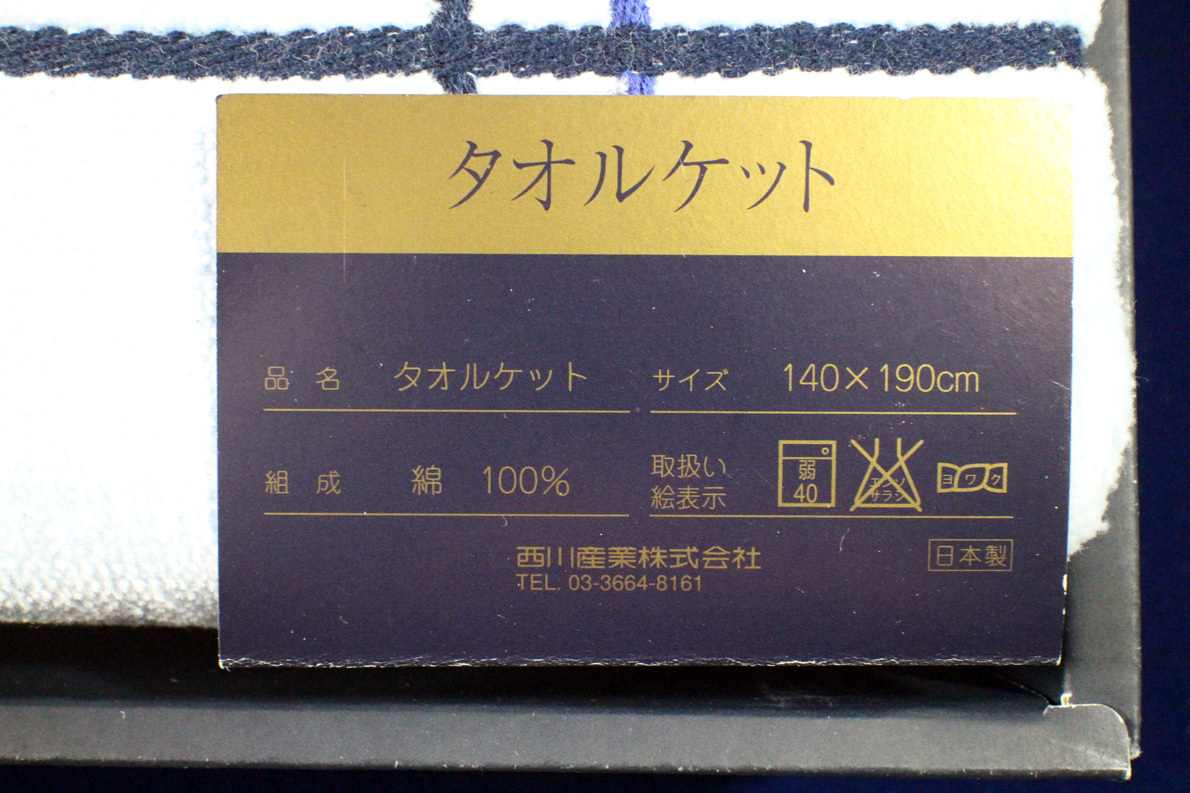 タオルケット
品名 タオルケット サイズ 140×190cm
組成 綿 100% 取扱い
絵表示
弱
40
エンソ
サラシ
ヨワク
西川産業株式会社
TEL. 03-3664-8161
日本製